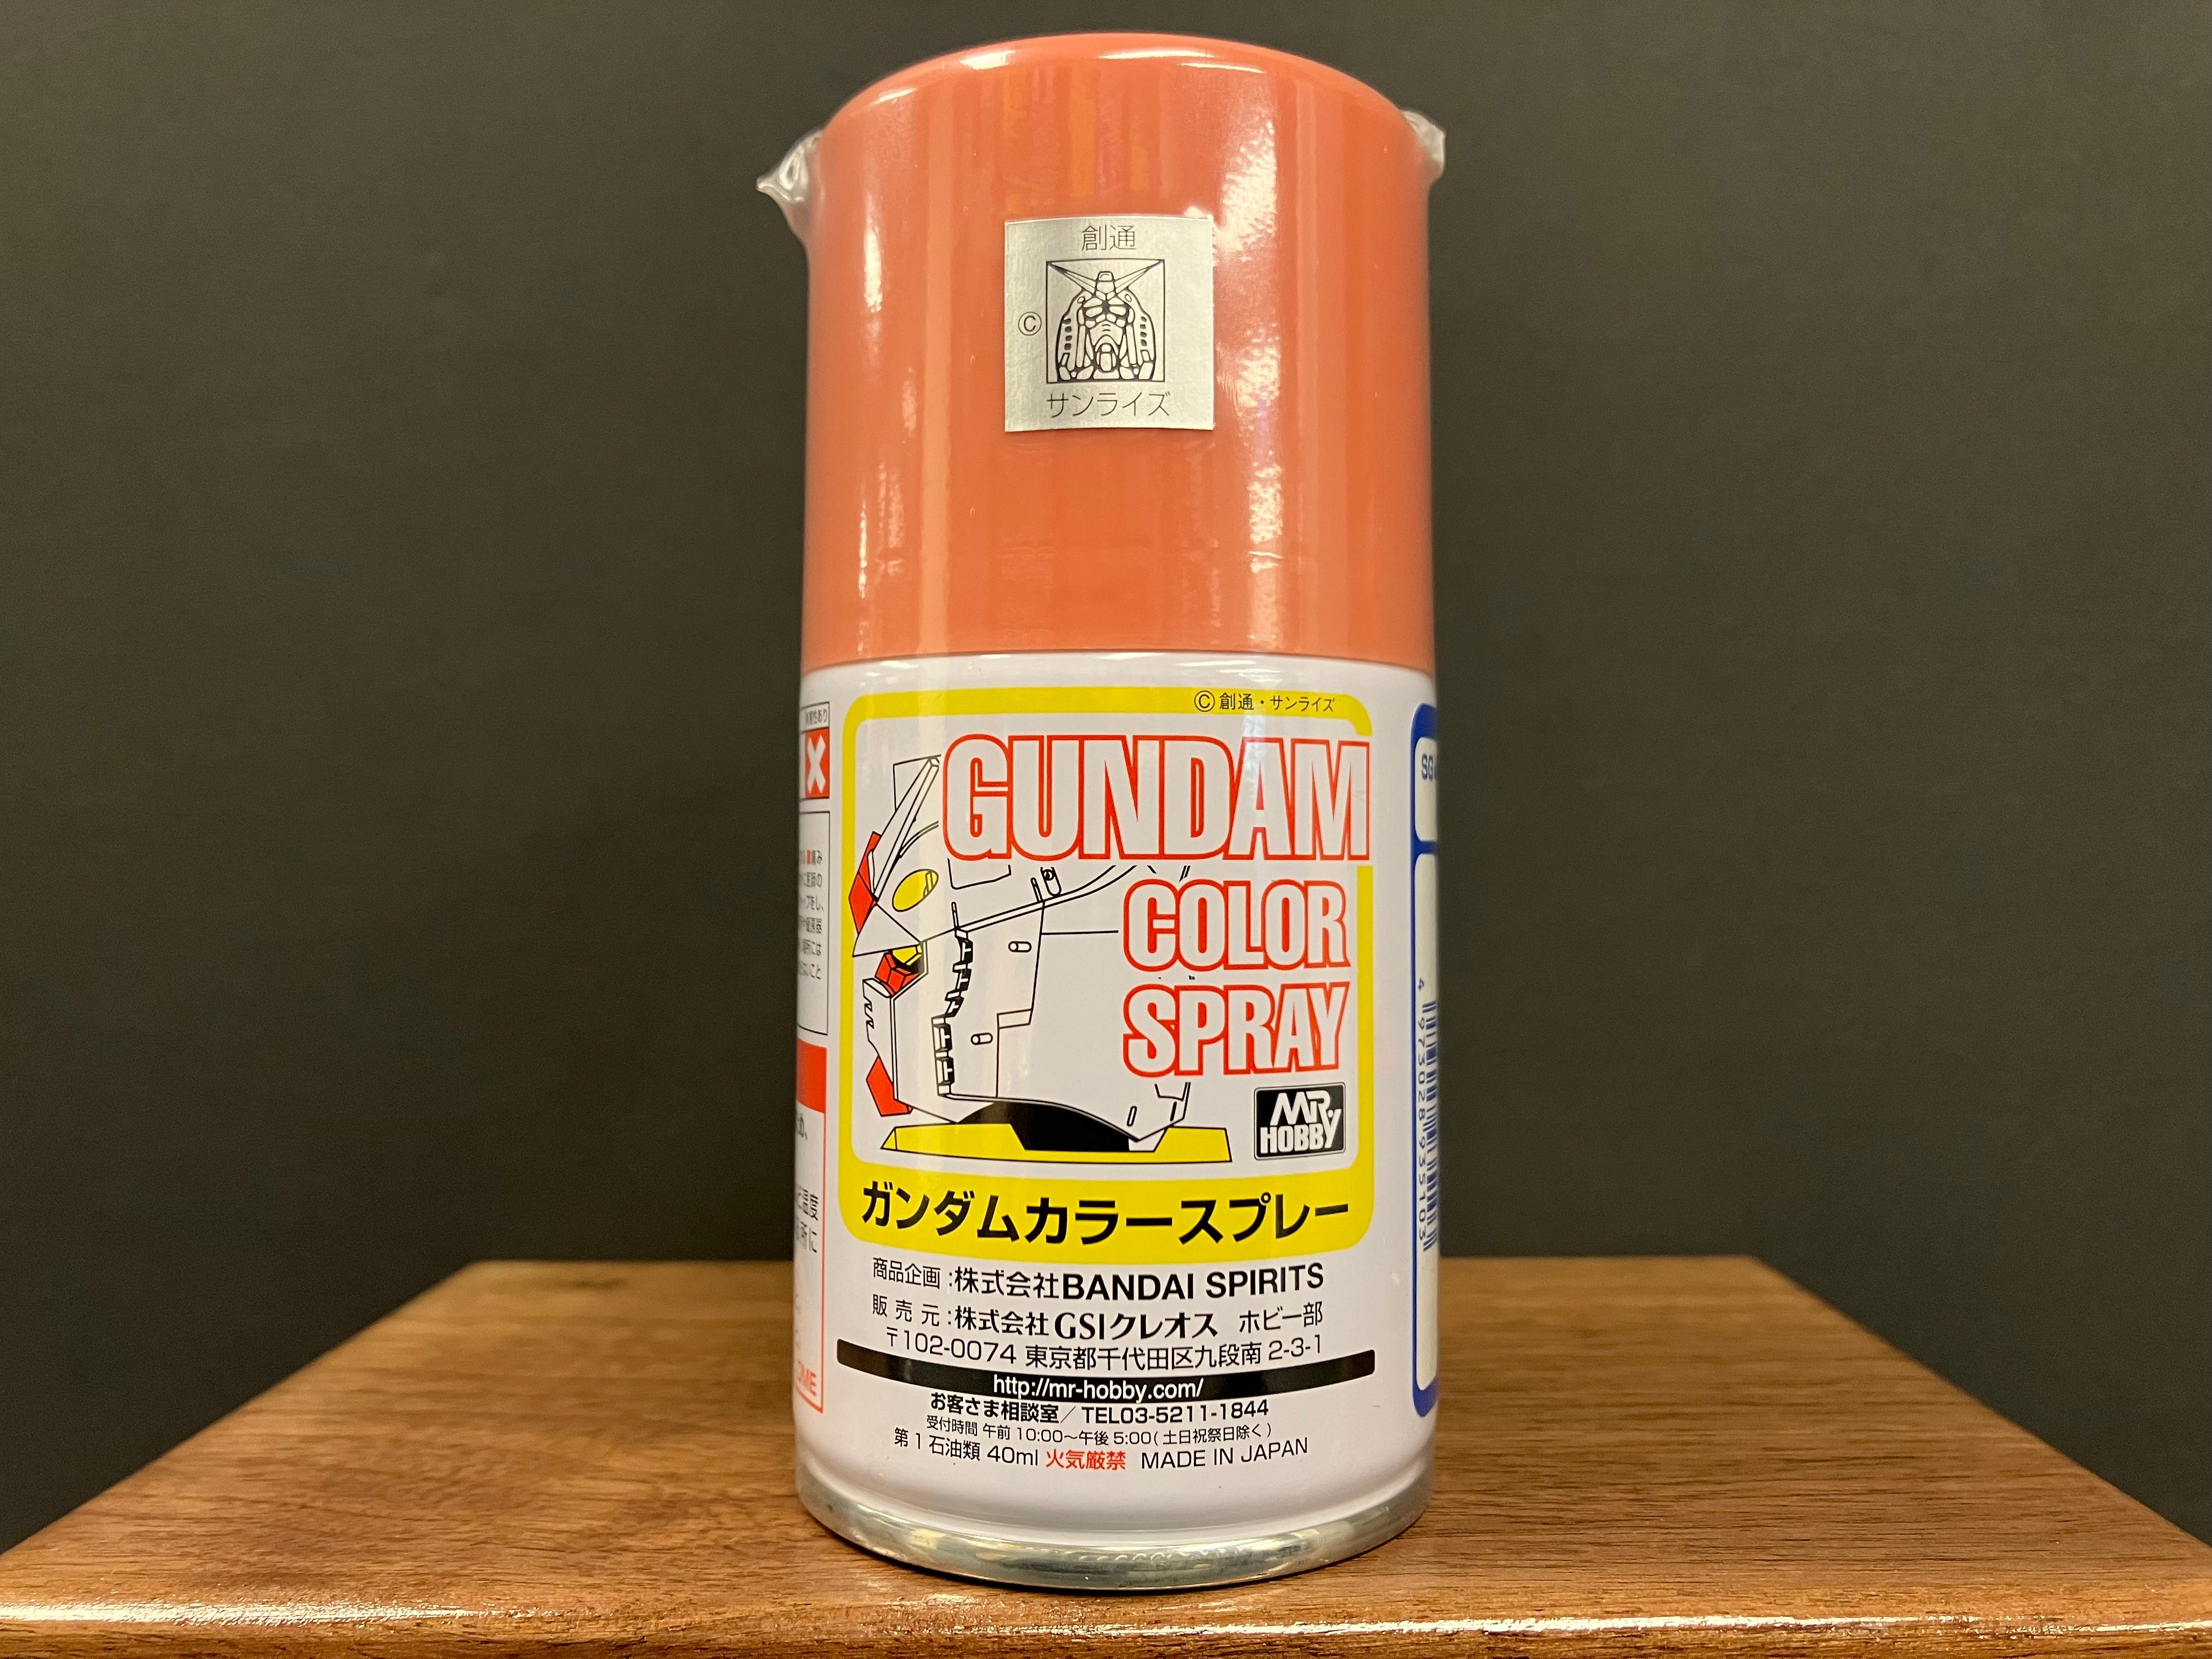 創通
©
サンライズ
©創通・サンライズ
GUNDAM
COLOR
SPRAY
MR HOBBY
ガンダムカラースプレー
商品企画:株式会社BANDAI SPIRITS
販売元:株式会社GSIクレオス ホビー部
〒102-0074 東京都千代田区九段南 2-3-1
http://mr-hobby.com/
お客さま相談室/TEL03-5211-1844
受付時間 午前 10:00〜午後 5:00(土日祝祭日除く)
第1石油類 40ml 火気厳禁 MADE IN JAPAN
SG
4 973028 935103